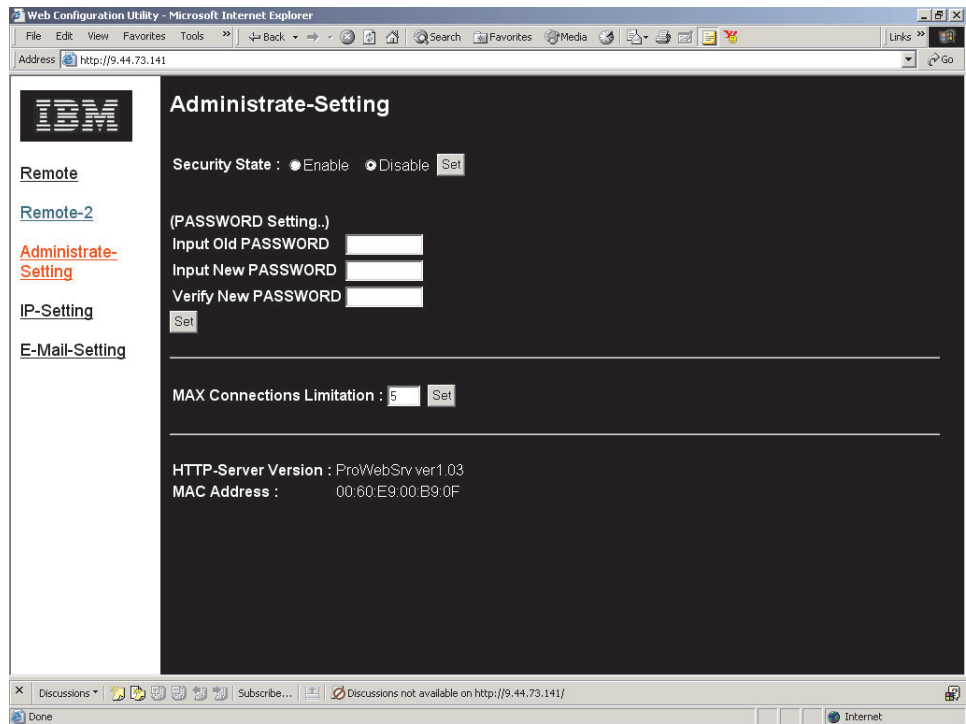 Web Configuration Utility - Microsoft Internet Explorer
File Edit View Favorites Tools » Back Search Favorites Media Links »
Address http://9.44.73.141 Go
IBM
Remote
Remote-2
Administrate-
Setting
IP-Setting
E-Mail-Setting
Administrate-Setting
Security State : Enable Disable Set
(PASSWORD Setting..)
Input Old PASSWORD
Input New PASSWORD
Verify New PASSWORD
Set
MAX Connections Limitation : 5 Set
HTTP-Server Version : ProWebSrv ver1.03
MAC Address : 00:60:E9:00:B9:0F
Discussions Subscribe... Discussions not available on http://9.44.73.141/
Done Internet